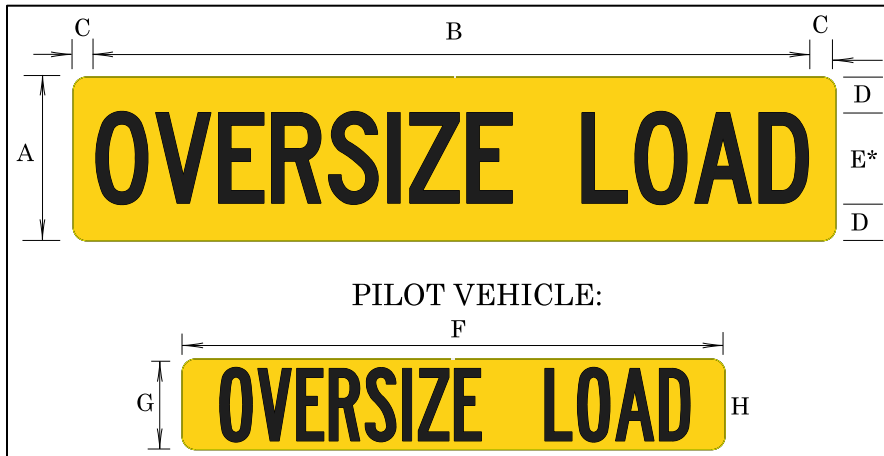 C B C
A OVERSIZE LOAD D
E*
D
PILOT VEHICLE:
F
G OVERSIZE LOAD H